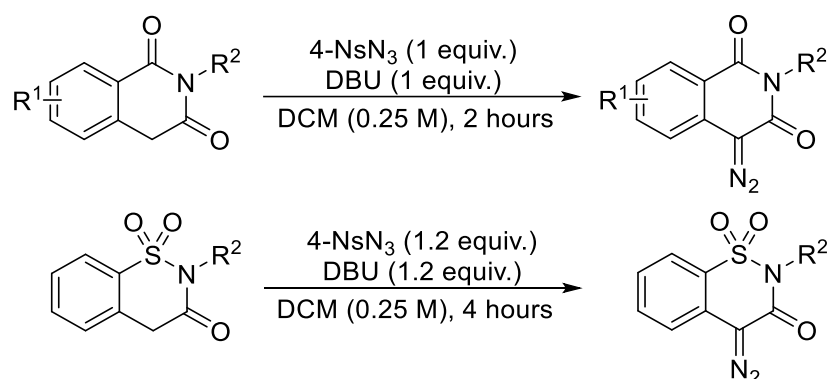 O
4-NsN3 (1 equiv.)
O
R1
N
R2
DBU (1 equiv.)
R1
N
R2
O
DCM (0.25 M), 2 hours
O
N2
O O
4-NsN3 (1.2 equiv.)
O O
S
N
R2
DBU (1.2 equiv.)
S
N
R2
O
DCM (0.25 M), 4 hours
O
N2